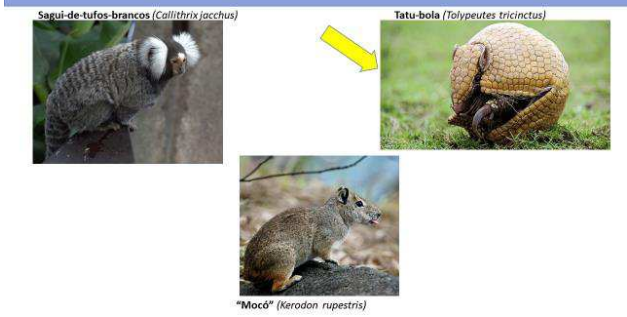 Sagui-de-tufos-brancos (Callithrix jacchus)
Tatu-bola (Tolypeutes tricinctus)
"Mocó" (Kerodon rupestris)